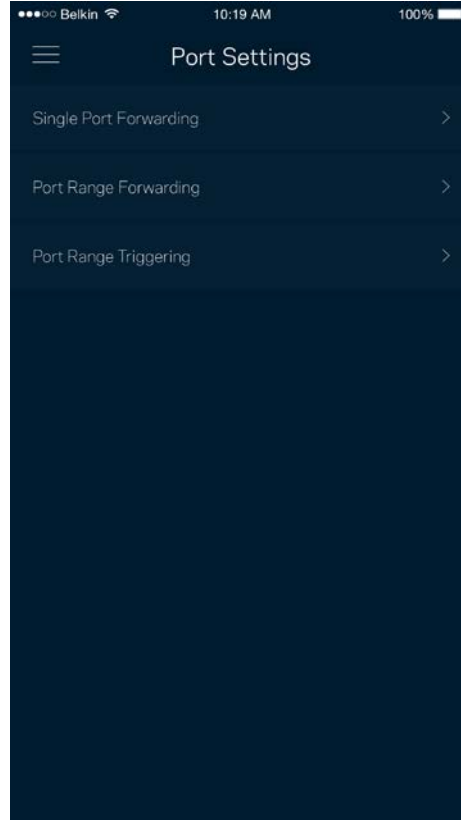 Belkin 10:19 AM 100%
Port Settings
Single Port Forwarding
Port Range Forwarding
Port Range Triggering